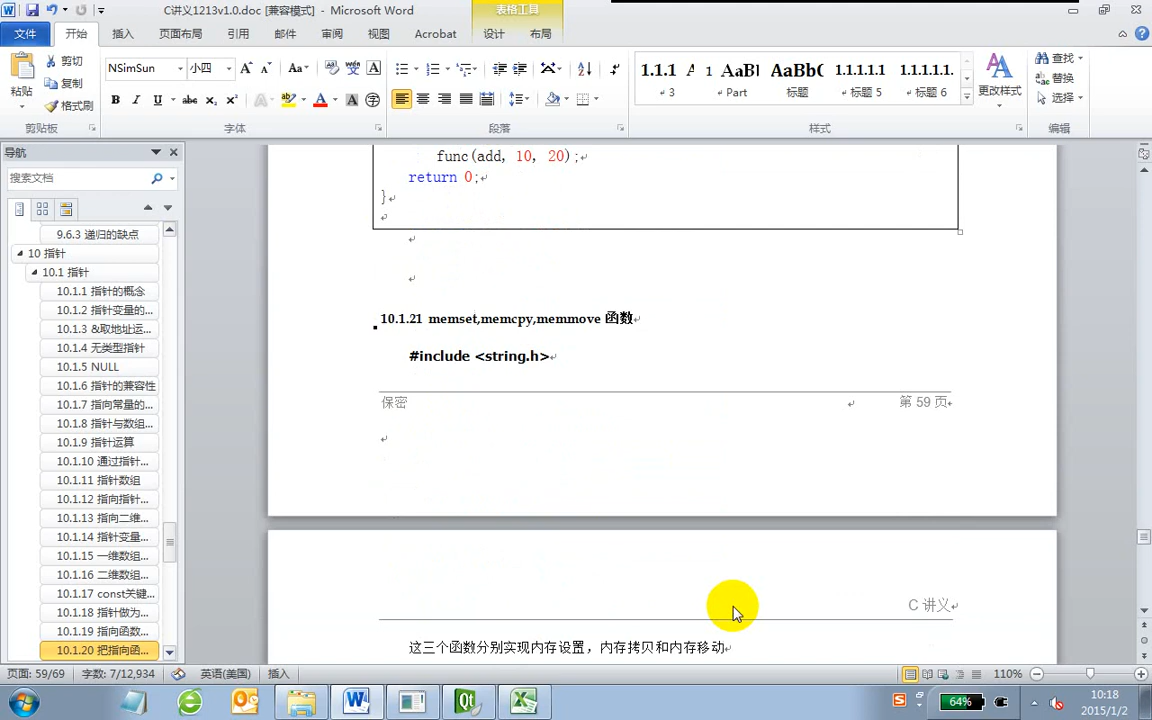 C讲义1213v1.0.doc [兼容模式] - Microsoft Word
表格工具
文件
开始
插入
页面布局
引用
邮件
审阅
视图
Acrobat
设计
布局
粘贴
剪切
复制
格式刷
剪贴板
NSimSun
小四
字体
段落
1.1.1 A
↵ 3
1 AaBl
↵ Part
AaBb(
标题
1.1.1.1.1
↵ 标题 5
1.1.1.1.1.
↵ 标题 6
更改样式
样式
查找
替换
选择
编辑
导航
搜索文档
9.6.3 递归的缺点
10 指针
10.1 指针
10.1.1 指针的概念
10.1.2 指针变量的...
10.1.3 &取地址运...
10.1.4 无类型指针
10.1.5 NULL
10.1.6 指针的兼容性
10.1.7 指向常量的...
10.1.8 指针与数组...
10.1.9 指针运算
10.1.10 通过指针...
10.1.11 指针数组
10.1.12 指向指针...
10.1.13 指向二维...
10.1.14 指针变量...
10.1.15 一维数组...
10.1.16 二维数组...
10.1.17 const关键...
10.1.18 指针做为...
10.1.19 指向函数...
10.1.20 把指向函...
func(add, 10, 20);
return 0;
}
10.1.21 memset,memcpy,memmove 函数
#include <string.h>
保密
第 59 页
C 讲义
这三个函数分别实现内存设置，内存拷贝和内存移动
页面: 59/69
字数: 7/12,934
英语(美国)
插入
110%
64%
10:18
2015/1/2